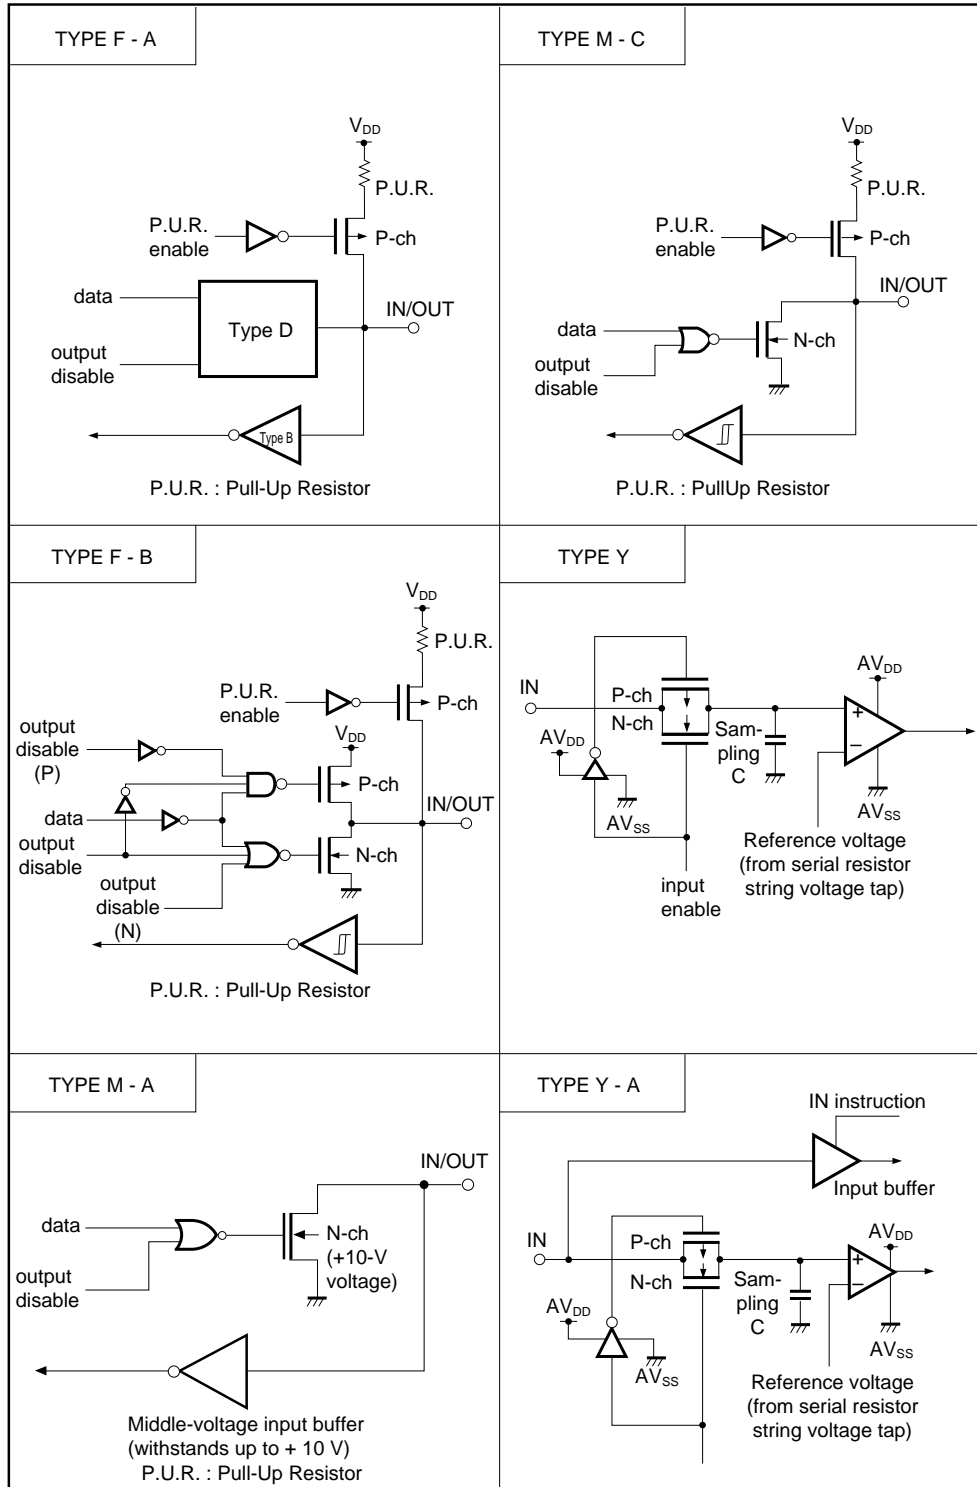 TYPE F - A
VDD
P.U.R.
P.U.R.
enable
P-ch
data
IN/OUT
Type D
output
disable
Type B
P.U.R. : Pull-Up Resistor
TYPE M - C
VDD
P.U.R.
P.U.R.
enable
P-ch
IN/OUT
data
N-ch
output
disable
P.U.R. : PullUp Resistor
TYPE F - B
VDD
P.U.R.
P.U.R.
enable
P-ch
output
disable
(P)
VDD
P-ch
IN/OUT
data
output
disable
N-ch
output
disable
(N)
P.U.R. : Pull-Up Resistor
TYPE Y
AVDD
IN
P-ch
N-ch
+
−
AVDD
Sam-
pling
C
AVSS
AVSS
Reference voltage
(from serial resistor
string voltage tap)
input
enable
TYPE M - A
IN/OUT
data
N-ch
(+10-V
voltage)
output
disable
Middle-voltage input buffer
(withstands up to + 10 V)
P.U.R. : Pull-Up Resistor
TYPE Y - A
IN instruction
Input buffer
IN
P-ch
N-ch
AVDD
+
−
Sam-
pling
C
AVDD
AVSS
AVSS
Reference voltage
(from serial resistor
string voltage tap)